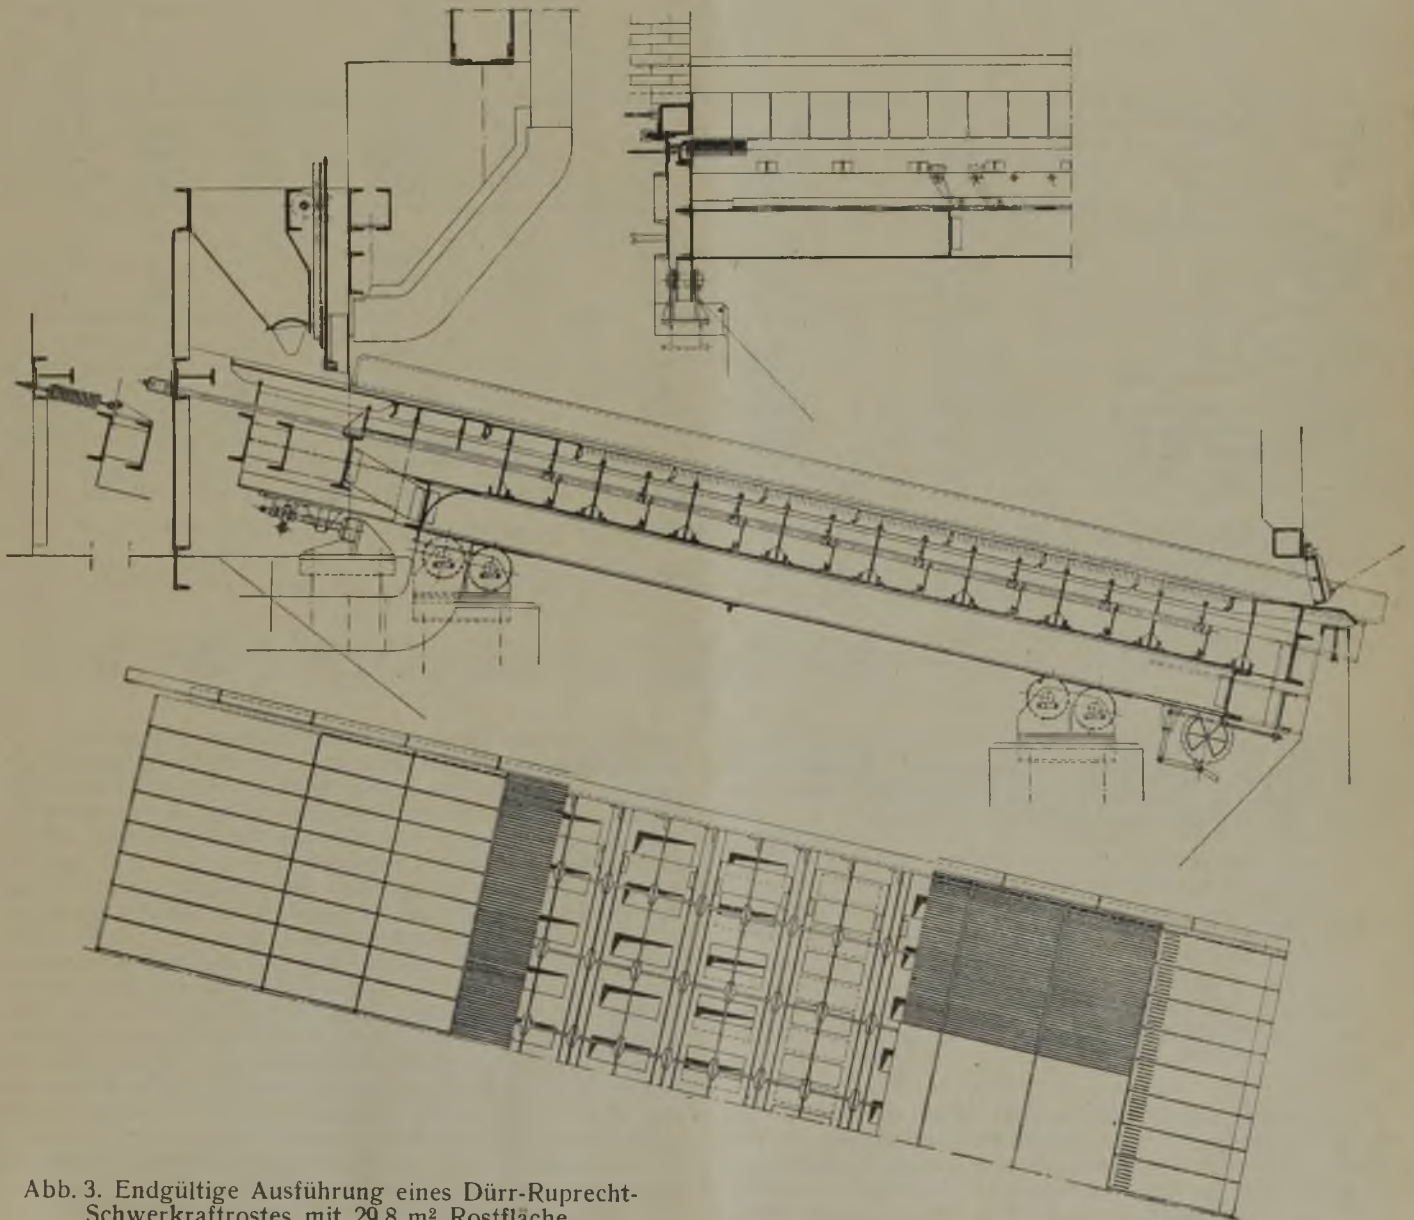 Abb. 3. Endgültige Ausführung eines Dürr-Ruprecht-
Schwerkraftrostes mit 29,8 m² Rostfläche